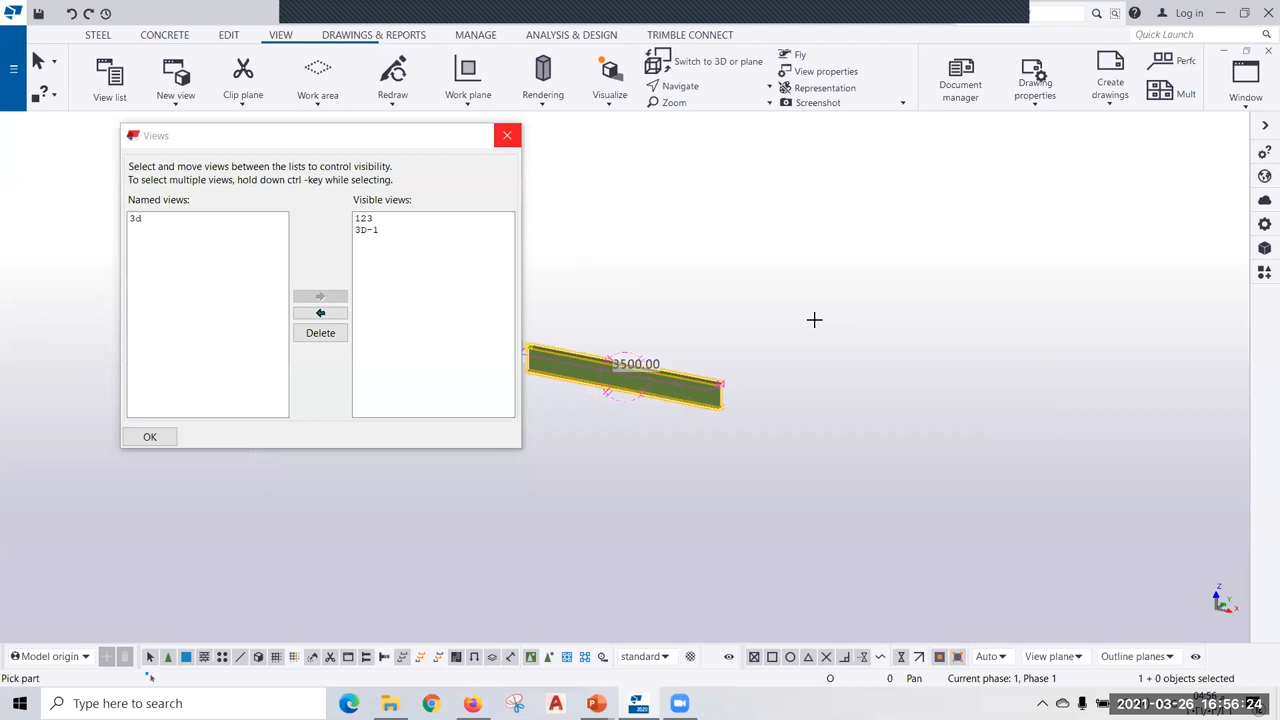 Log in
STEEL CONCRETE EDIT VIEW DRAWINGS & REPORTS MANAGE ANALYSIS & DESIGN TRIMBLE CONNECT
Quick Launch
View list
New view
Clip plane
Work area
Redraw
Work plane
Rendering
Visualize
Switch to 3D or plane
Navigate
Zoom
Fly
View properties
Representation
Screenshot
Document manager
Drawing properties
Create drawings
Perfc
Mult
Window
Views
Select and move views between the lists to control visibility.
To select multiple views, hold down ctrl -key while selecting.
Named views: Visible views:
3d
123
3D-1
Delete
OK
3500.00
Z
Y
X
Model origin
standard
Auto
View plane
Outline planes
Pick part
O 0 Pan Current phase: 1, Phase 1 1 + 0 objects selected
Type here to search
04:56
2021-03-26 16:56:24